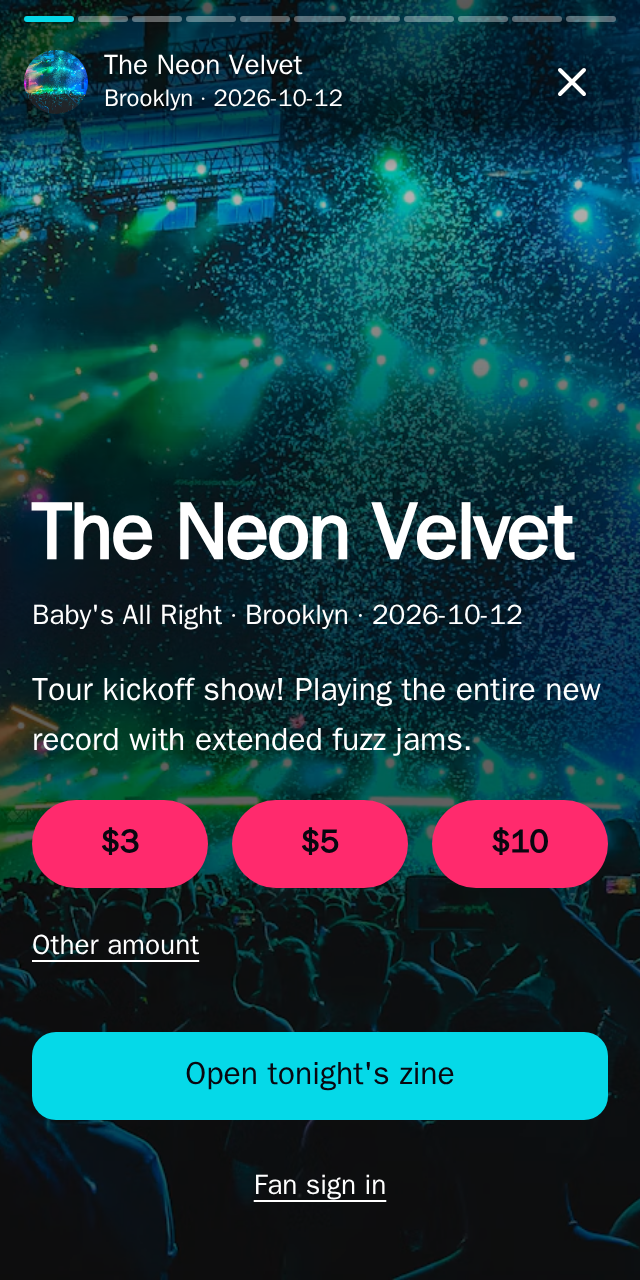 The Neon Velvet
Brooklyn · 2026-10-12
The Neon Velvet
Baby's All Right · Brooklyn · 2026-10-12
Tour kickoff show! Playing the entire new
record with extended fuzz jams.
$3 $5 $10
Other amount
Open tonight's zine
Fan sign in